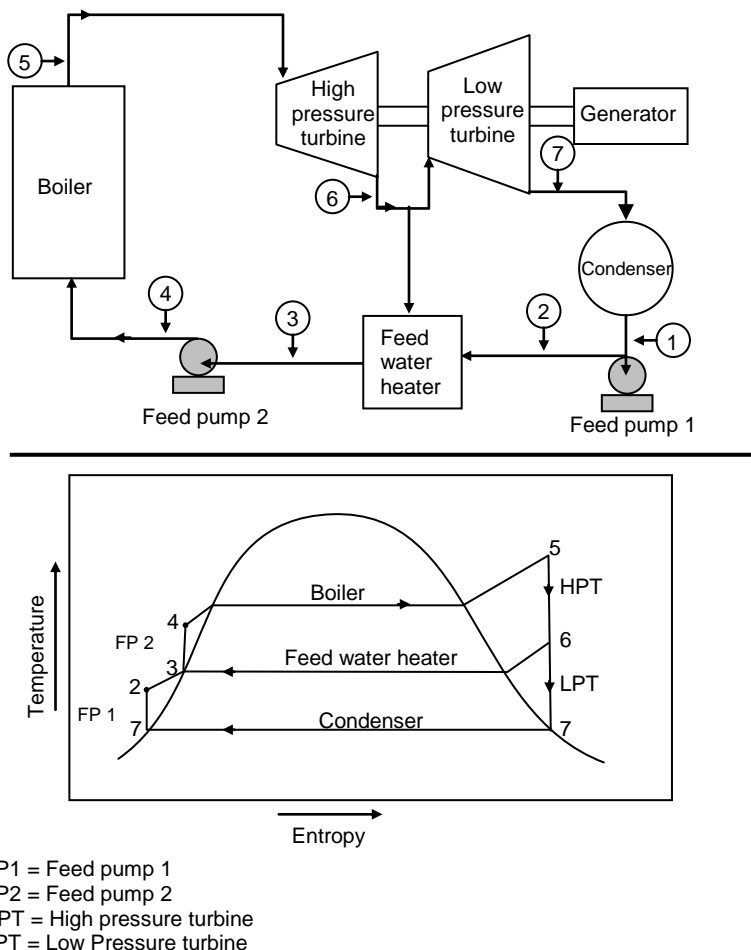 5
High
pressure
turbine
Low
pressure
turbine
Generator
7
Boiler
6
Condenser
4
3
2
1
Feed
water
heater
Feed pump 2
Feed pump 1
Temperature
5
Boiler
HPT
4
FP 2
6
Feed water heater
3
LPT
2
FP 1
Condenser
7
7
Entropy
P1 = Feed pump 1
P2 = Feed pump 2
PT = High pressure turbine
PT = Low Pressure turbine